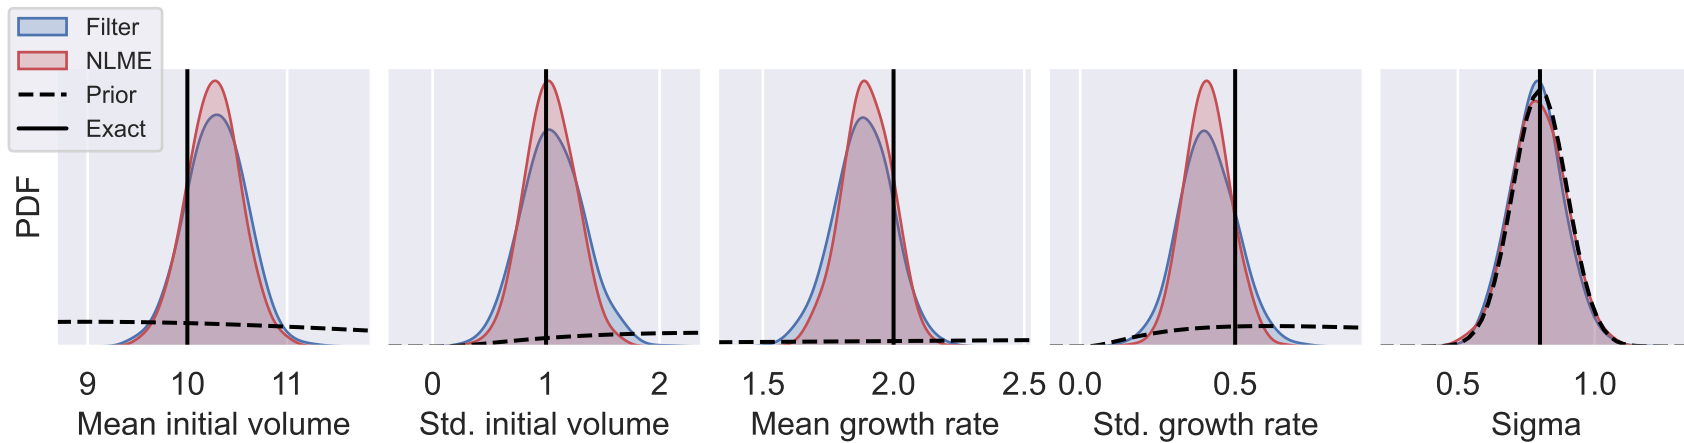 Filter
NLME
Prior
Exact
PDF
9 10 11
Mean initial volume
0 1 2
Std. initial volume
1.5 2.0 2.5
Mean growth rate
0.0 0.5
Std. growth rate
0.5 1.0
Sigma